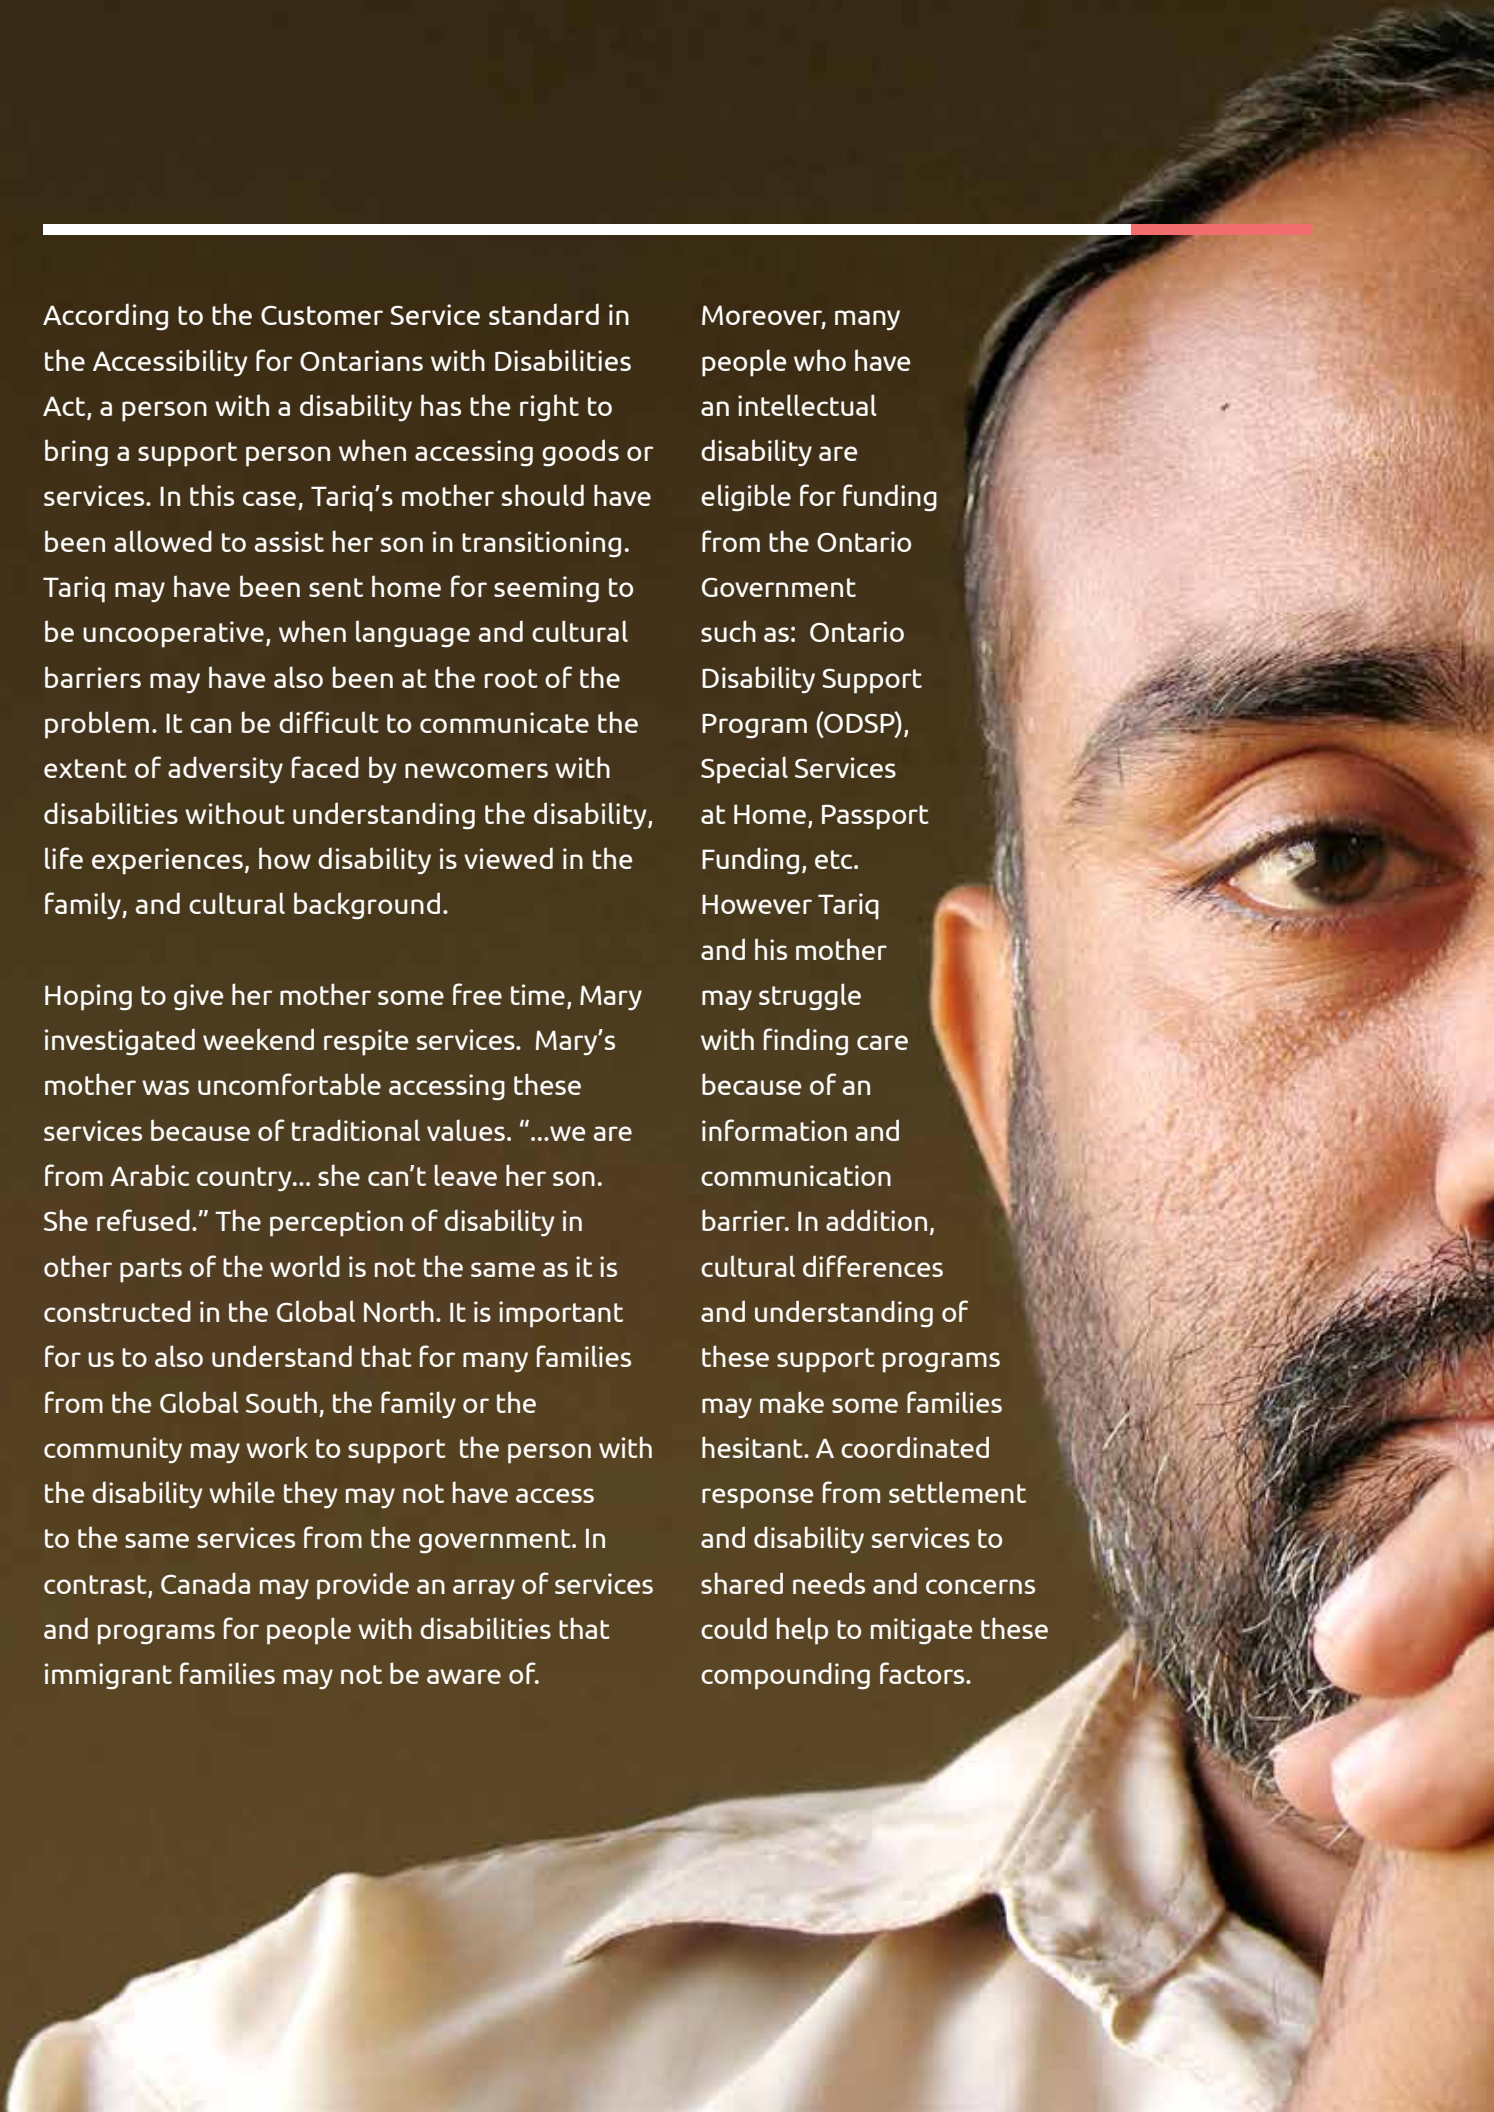 According to the Customer Service standard in
the Accessibility for Ontarians with Disabilities
Act, a person with a disability has the right to
bring a support person when accessing goods or
services. In this case, Tariq’s mother should have
been allowed to assist her son in transitioning.
Tariq may have been sent home for seeming to
be uncooperative, when language and cultural
barriers may have also been at the root of the
problem. It can be difficult to communicate the
extent of adversity faced by newcomers with
disabilities without understanding the disability,
life experiences, how disability is viewed in the
family, and cultural background.
Hoping to give her mother some free time, Mary
investigated weekend respite services.  Mary’s
mother was uncomfortable accessing these
services because of traditional values. “...we are
from Arabic country... she can’t leave her son.
She refused.” The perception of disability in
other parts of the world is not the same as it is
constructed in the Global North. It is important
for us to also understand that for many families
from the Global South, the family or the
community may work to support  the person with
the disability while they may not have access
to the same services from the government. In
contrast, Canada may provide an array of services
and programs for people with disabilities that
immigrant families may not be aware of.
Moreover, many
people who have
an intellectual
disability are
eligible for funding
from the Ontario
Government
such as:  Ontario
Disability Support
Program (ODSP),
Special Services
at Home, Passport
Funding, etc.
However Tariq
and his mother
may struggle
with finding care
because of an
information and
communication
barrier. In addition,
cultural differences
and understanding of
these support programs
may make some families
hesitant. A coordinated
response from settlement
and disability services to
shared needs and concerns
could help to mitigate these
compounding factors.